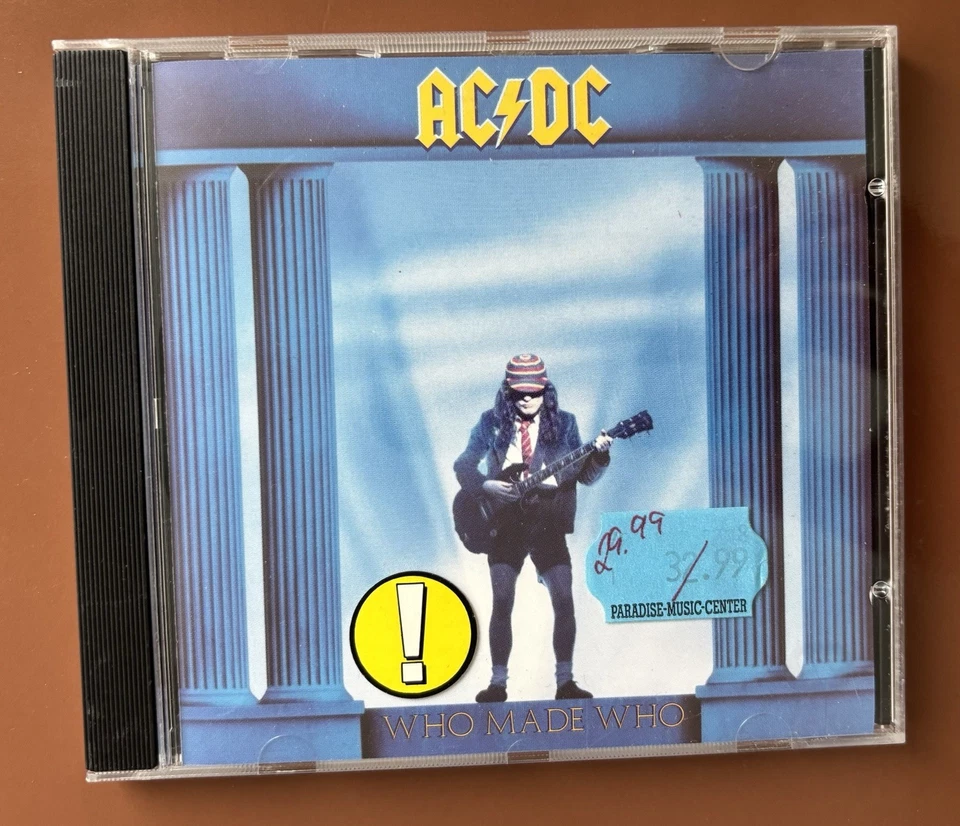 AC⚡DC
29.99
32.99
PARADISE-MUSIC-CENTER
!
WHO MADE WHO